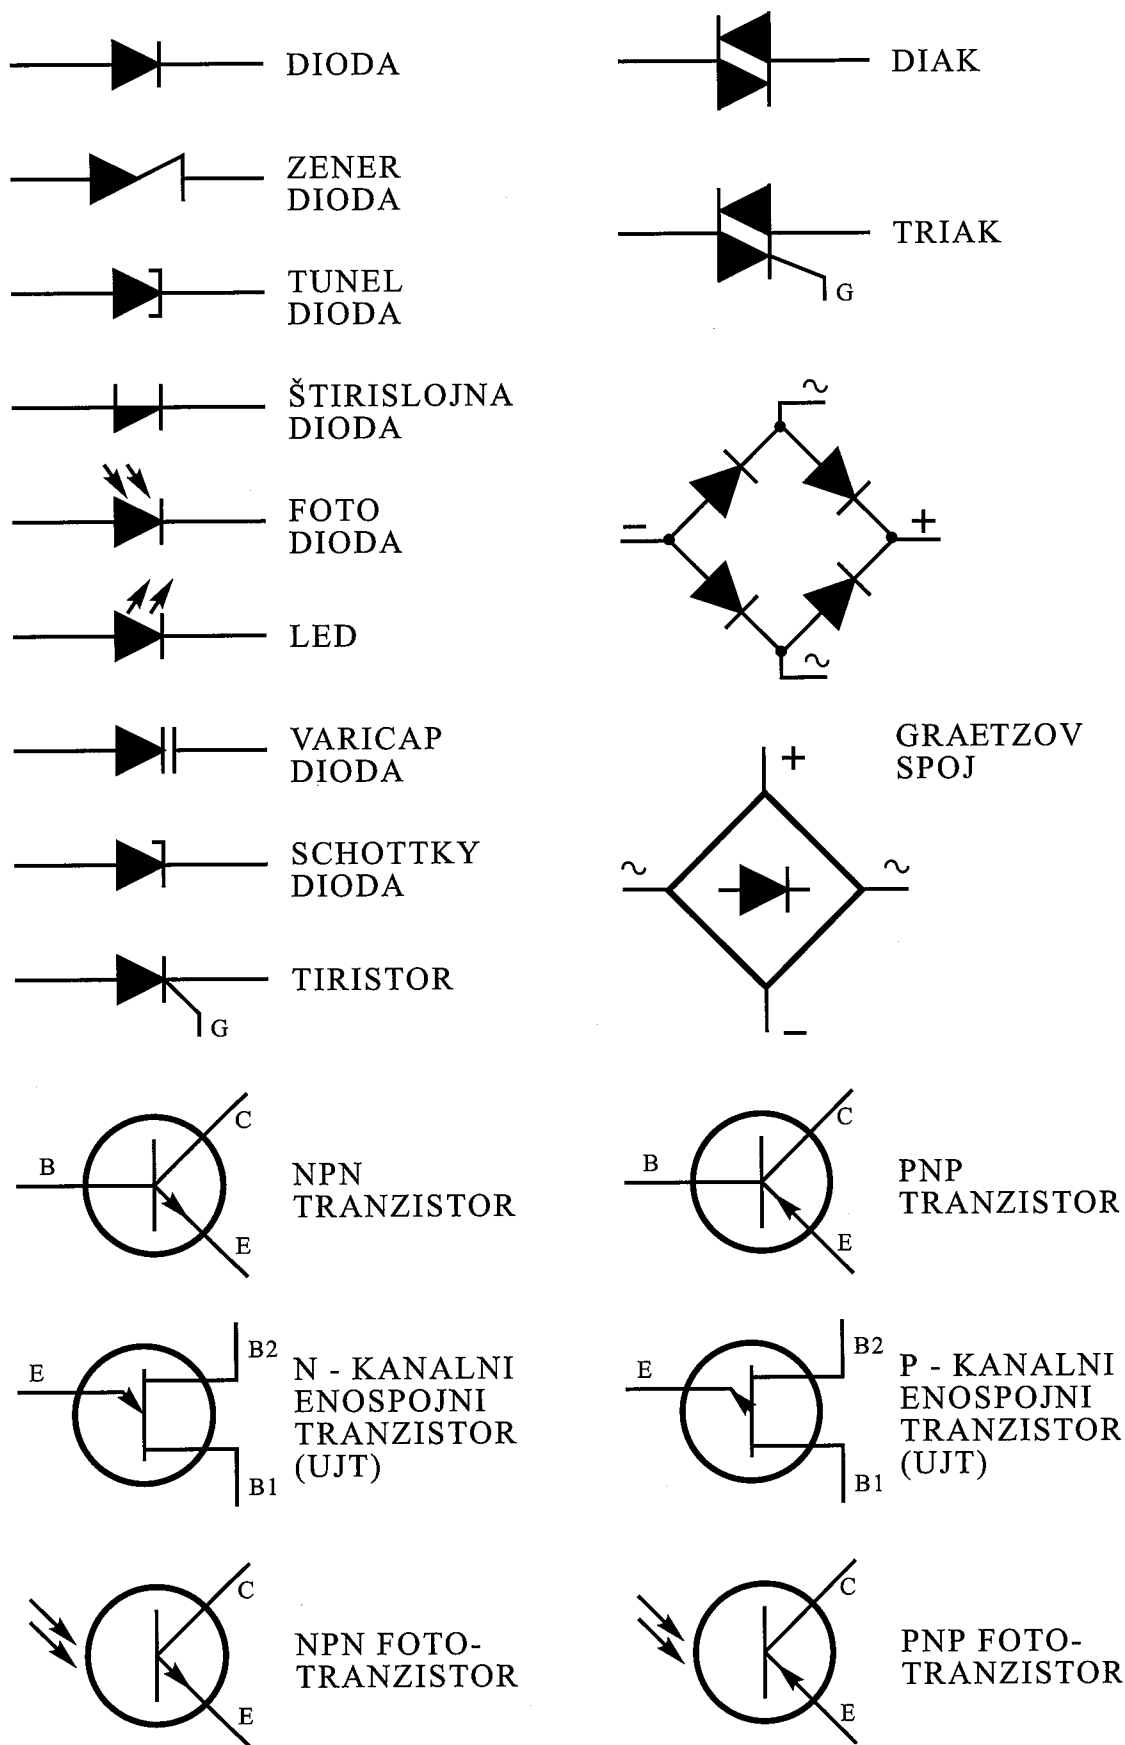 DIODA
ZENER
DIODA
TUNEL
DIODA
ŠTIRISLOJNA
DIODA
FOTO
DIODA
LED
VARICAP
DIODA
SCHOTTKY
DIODA
TIRISTOR
G
DIAK
TRIAK
G
~
−
+
~
GRAETZOV
SPOJ
+
~
~
−
C
B
NPN
TRANZISTOR
E
C
B
PNP
TRANZISTOR
E
B2
E
N - KANALNI
ENOSPOJNI
TRANZISTOR
(UJT)
B1
B2
E
P - KANALNI
ENOSPOJNI
TRANZISTOR
(UJT)
B1
C
NPN FOTO-
TRANZISTOR
E
C
PNP FOTO-
TRANZISTOR
E